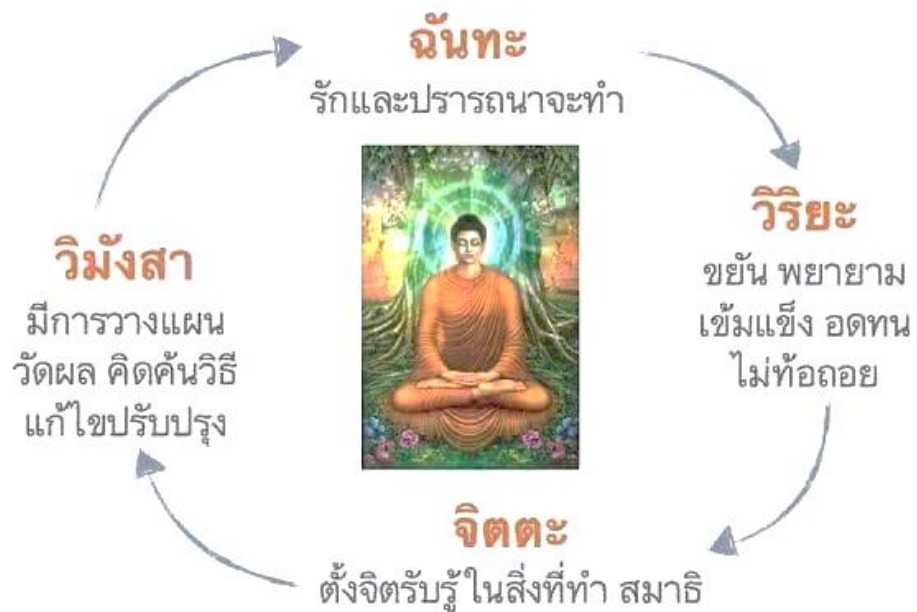 ฉันทะ
รักและปรารถนาจะทำ
วิริยะ
ขยัน พยายาม
เข้มแข็ง อดทน
ไม่ท้อถอย
จิตตะ
ตั้งจิตรับรู้ ในสิ่งที่ทำ สมาธิ
วิมังสา
มีการวางแผน
วัดผล คิดค้นวิธี
แก้ไขปรับปรุง